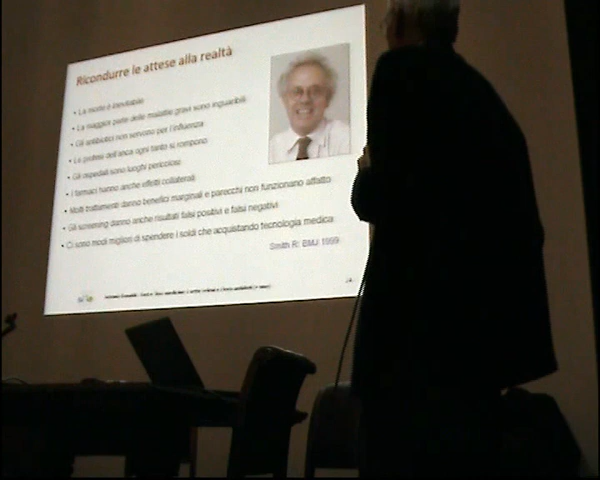 Ricondurre le attese alla realtà
• La morte è inevitabile
• La maggior parte delle malattie gravi sono inguaribili
• Gli antibiotici non servono per l'influenza
• Le protesi dell'anca ogni tanto si rompono
• Gli ospedali sono luoghi pericolosi
• I farmaci hanno anche effetti collaterali
• Molti trattamenti danno benefici marginali e parecchi non funzionano affatto
• Gli screening danno anche risultati falsi positivi e falsi negativi
• Ci sono modi migliori di spendere i soldi che acquistando tecnologia medica
Smith R: BMJ 1999